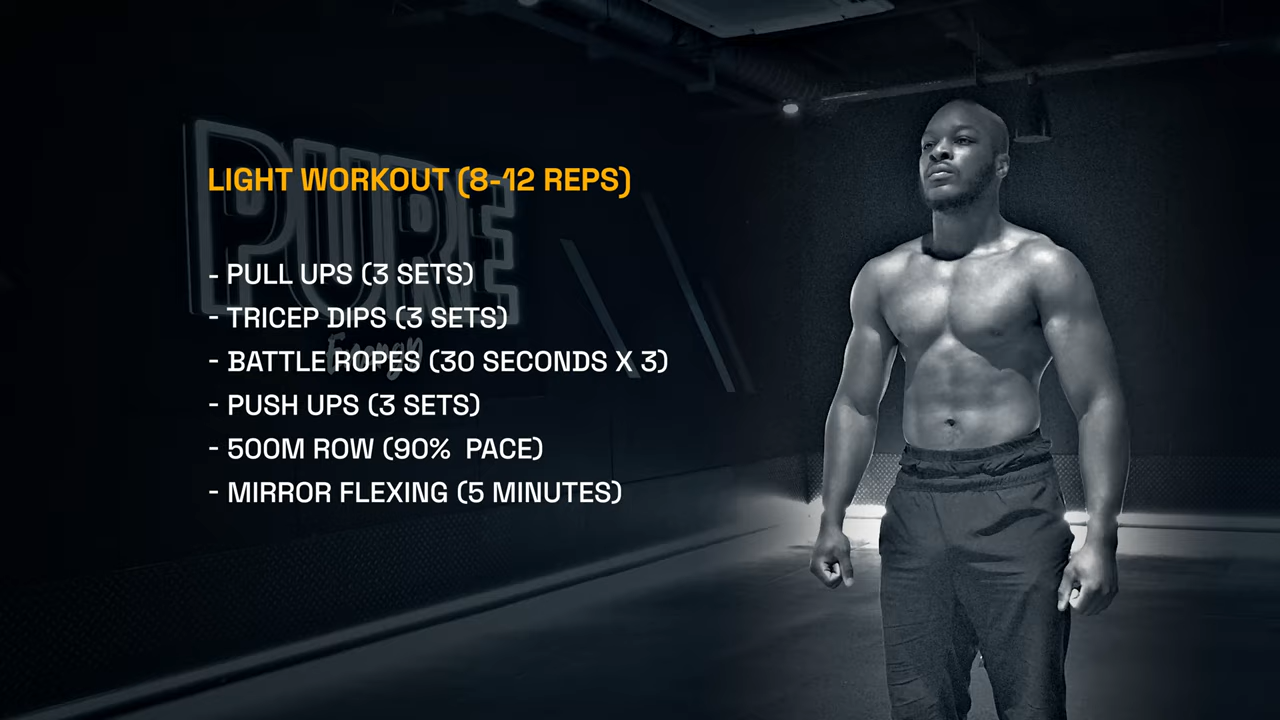 PURE
Energy
LIGHT WORKOUT (8-12 REPS)
- PULL UPS (3 SETS)
- TRICEP DIPS (3 SETS)
- BATTLE ROPES (30 SECONDS X 3)
- PUSH UPS (3 SETS)
- 500M ROW (90% PACE)
- MIRROR FLEXING (5 MINUTES)